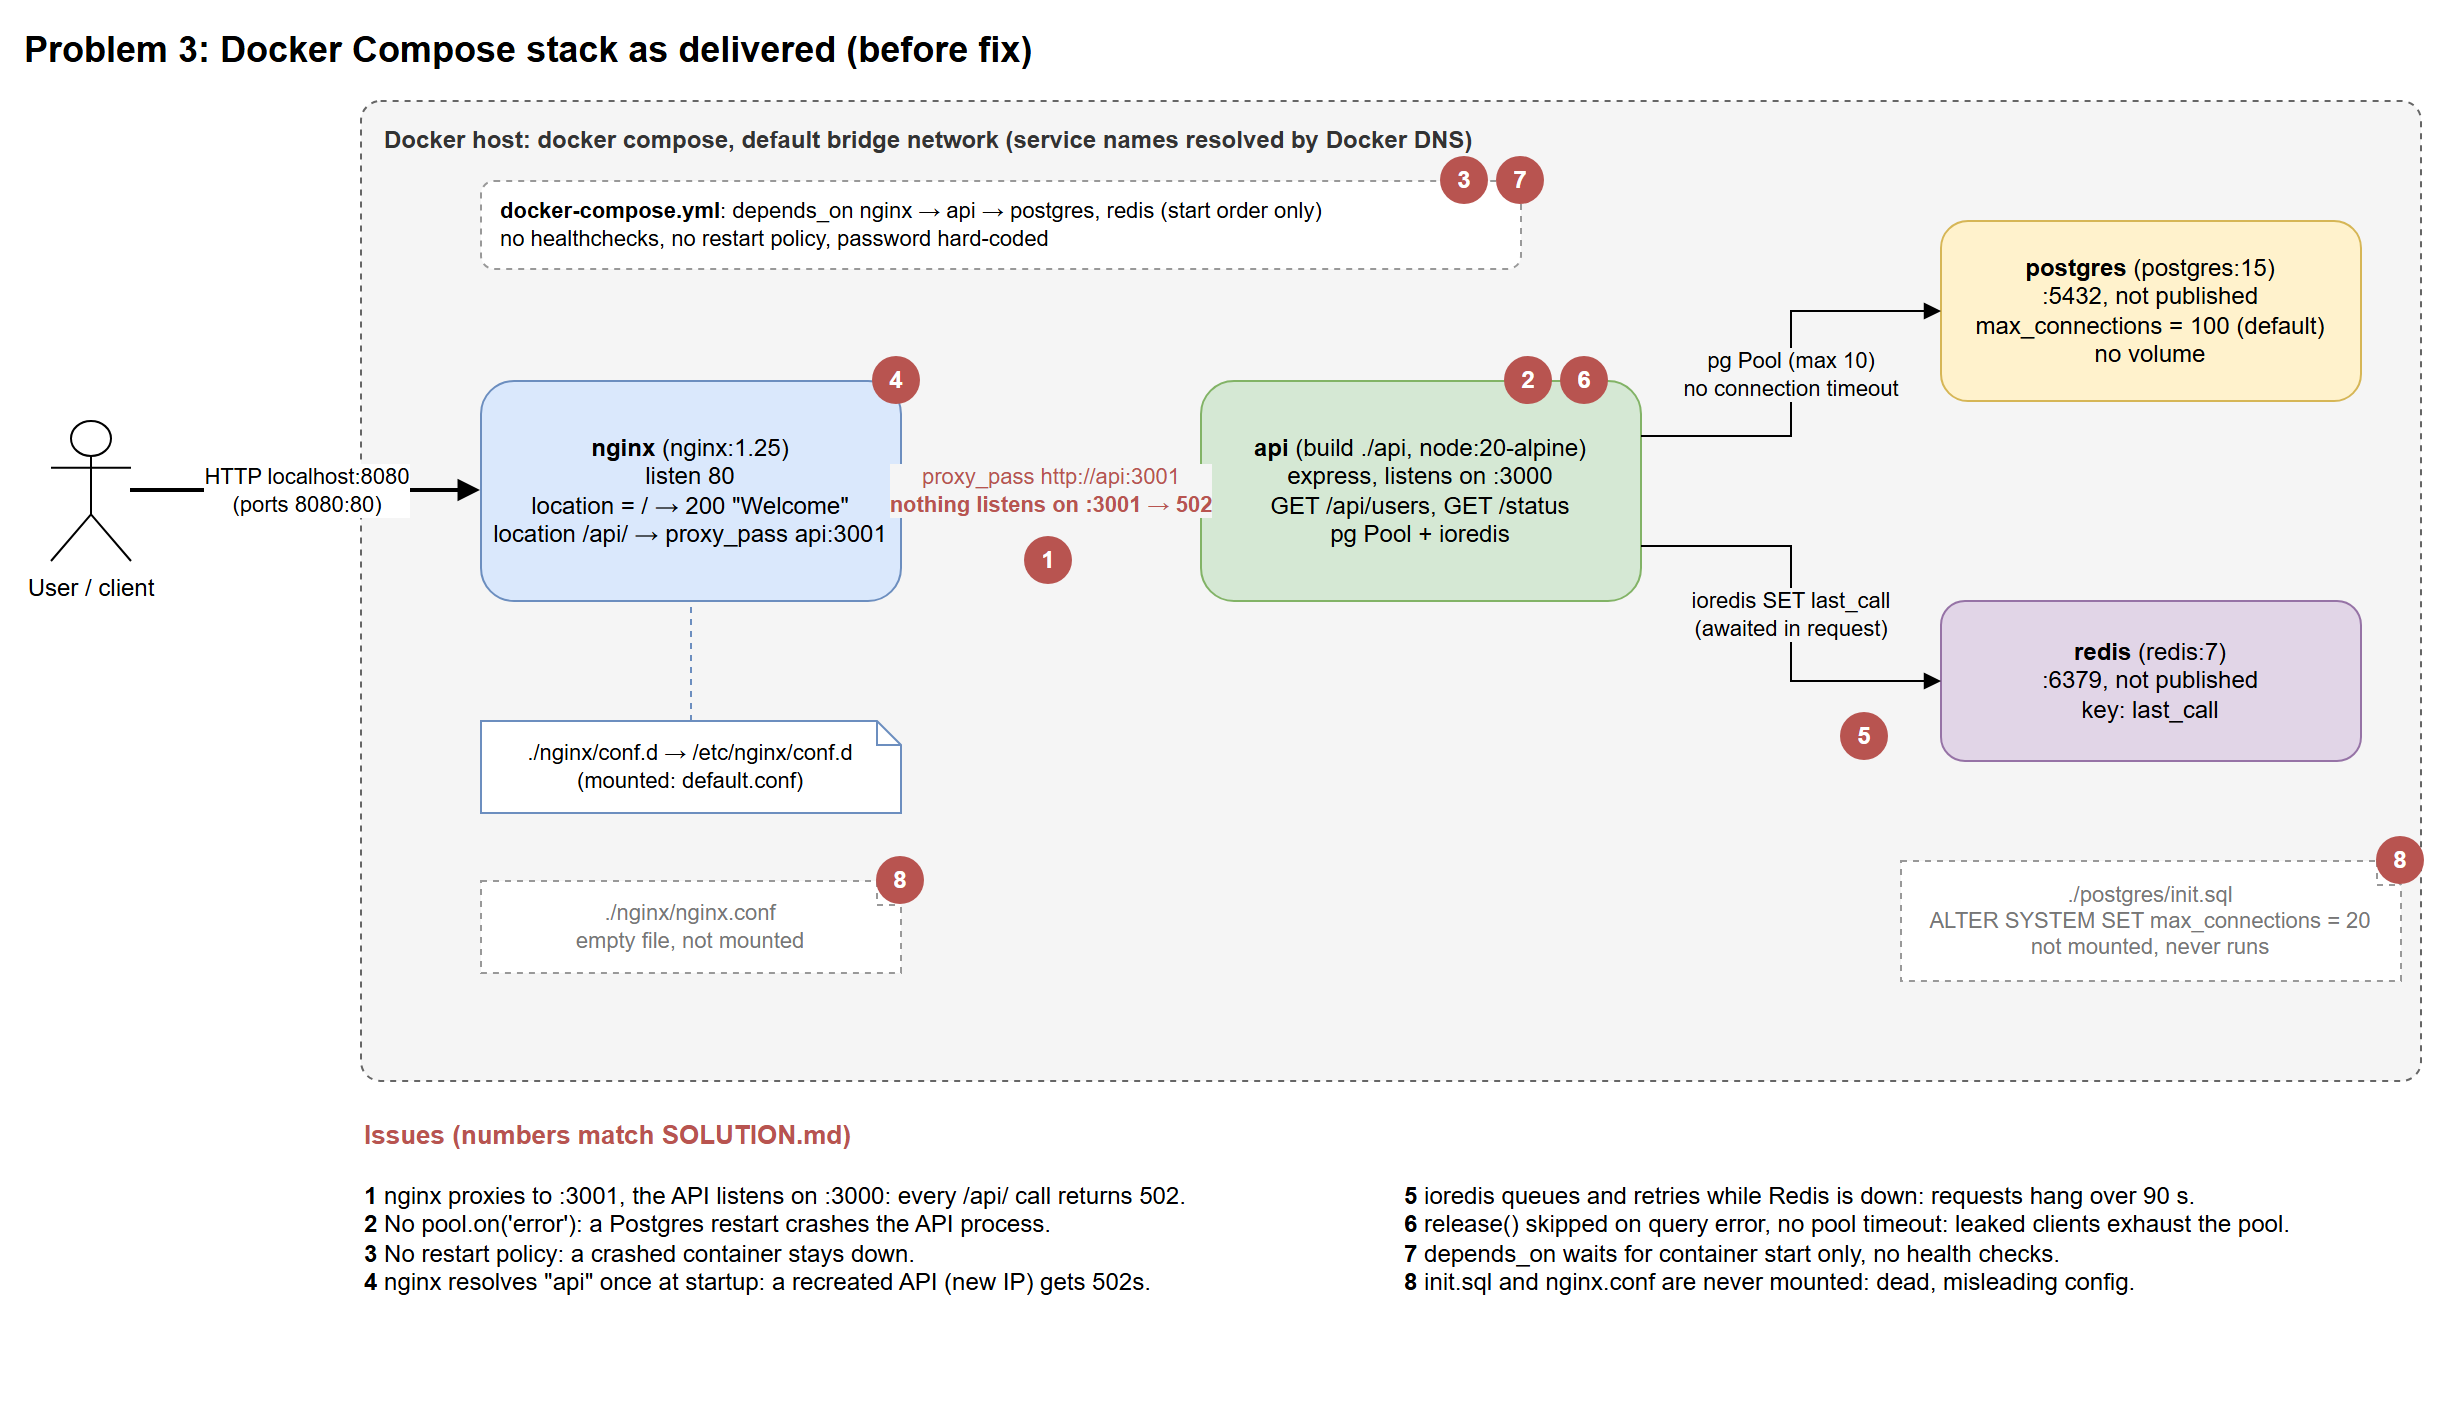 Problem 3: Docker Compose stack as delivered (before fix)
Docker host: docker compose, default bridge network (service names resolved by Docker DNS)
3
7
docker-compose.yml: depends_on nginx → api → postgres, redis (start order only)
no healthchecks, no restart policy, password hard-coded
postgres (postgres:15)
:5432, not published
max_connections = 100 (default)
no volume
pg Pool (max 10)
no connection timeout
4
2
6
nginx (nginx:1.25)
listen 80
location = / → 200 "Welcome"
location /api/ → proxy_pass api:3001
HTTP localhost:8080
(ports 8080:80)
User / client
proxy_pass http://api:3001
nothing listens on :3001 → 502
1
api (build ./api, node:20-alpine)
express, listens on :3000
GET /api/users, GET /status
pg Pool + ioredis
ioredis SET last_call
(awaited in request)
redis (redis:7)
:6379, not published
key: last_call
5
./nginx/conf.d → /etc/nginx/conf.d
(mounted: default.conf)
8
./nginx/nginx.conf
empty file, not mounted
8
./postgres/init.sql
ALTER SYSTEM SET max_connections = 20
not mounted, never runs
Issues (numbers match SOLUTION.md)
1 nginx proxies to :3001, the API listens on :3000: every /api/ call returns 502.
2 No pool.on('error'): a Postgres restart crashes the API process.
3 No restart policy: a crashed container stays down.
4 nginx resolves "api" once at startup: a recreated API (new IP) gets 502s.
5 ioredis queues and retries while Redis is down: requests hang over 90 s.
6 release() skipped on query error, no pool timeout: leaked clients exhaust the pool.
7 depends_on waits for container start only, no health checks.
8 init.sql and nginx.conf are never mounted: dead, misleading config.